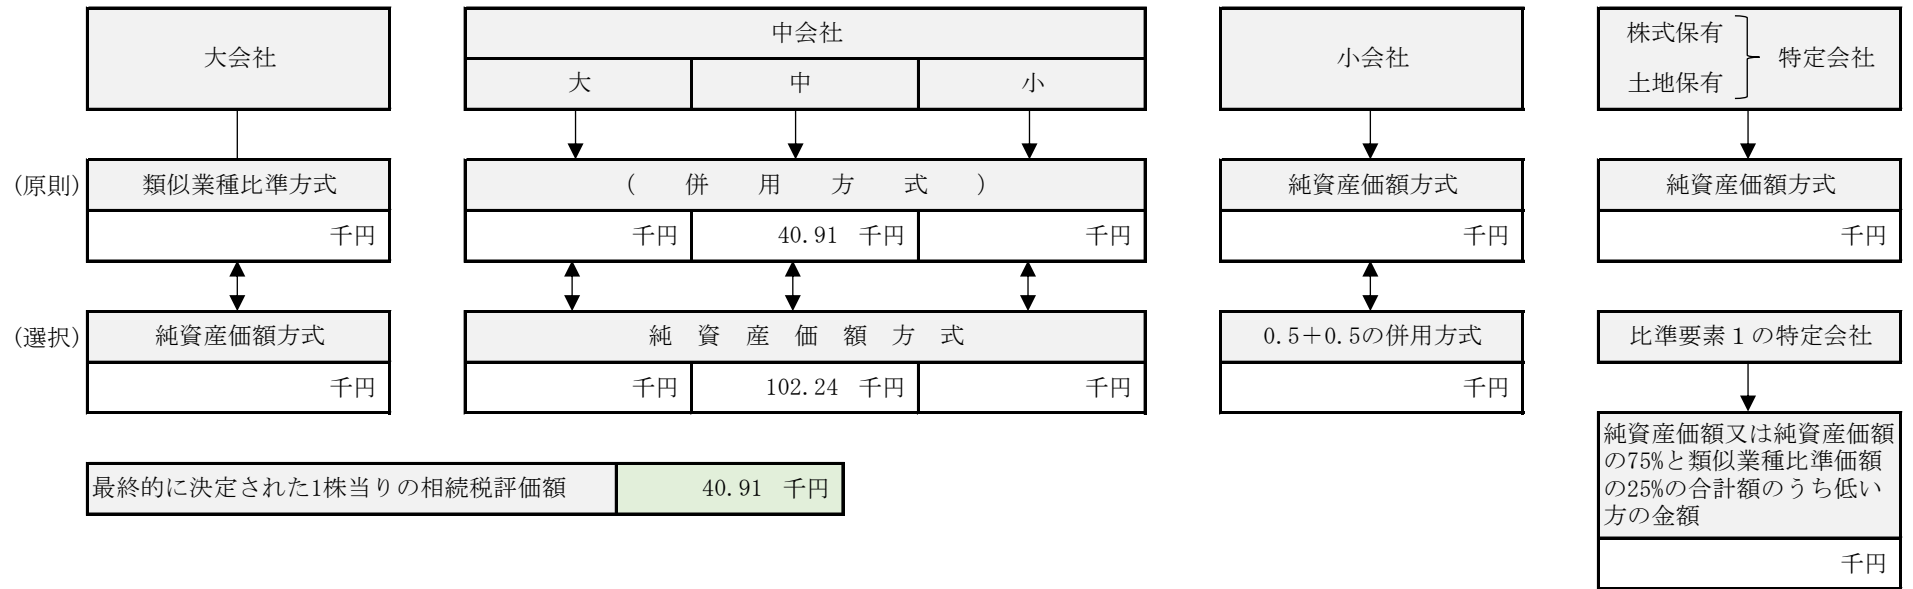 大会社
中会社
大 中 小
小会社
株式保有
土地保有
特定会社
(原則)
類似業種比準方式
( 併 用 方 式 )
純資産価額方式
純資産価額方式
千円
千円 40.91 千円 千円
千円
千円
(選択)
純資産価額方式
純 資 産 価 額 方 式
0.5＋0.5の併用方式
比準要素１の特定会社
千円
千円 102.24 千円 千円
千円
純資産価額又は純資産価額
の75%と類似業種比準価額
の25%の合計額のうち低い
方の金額
千円
最終的に決定された1株当りの相続税評価額 40.91 千円